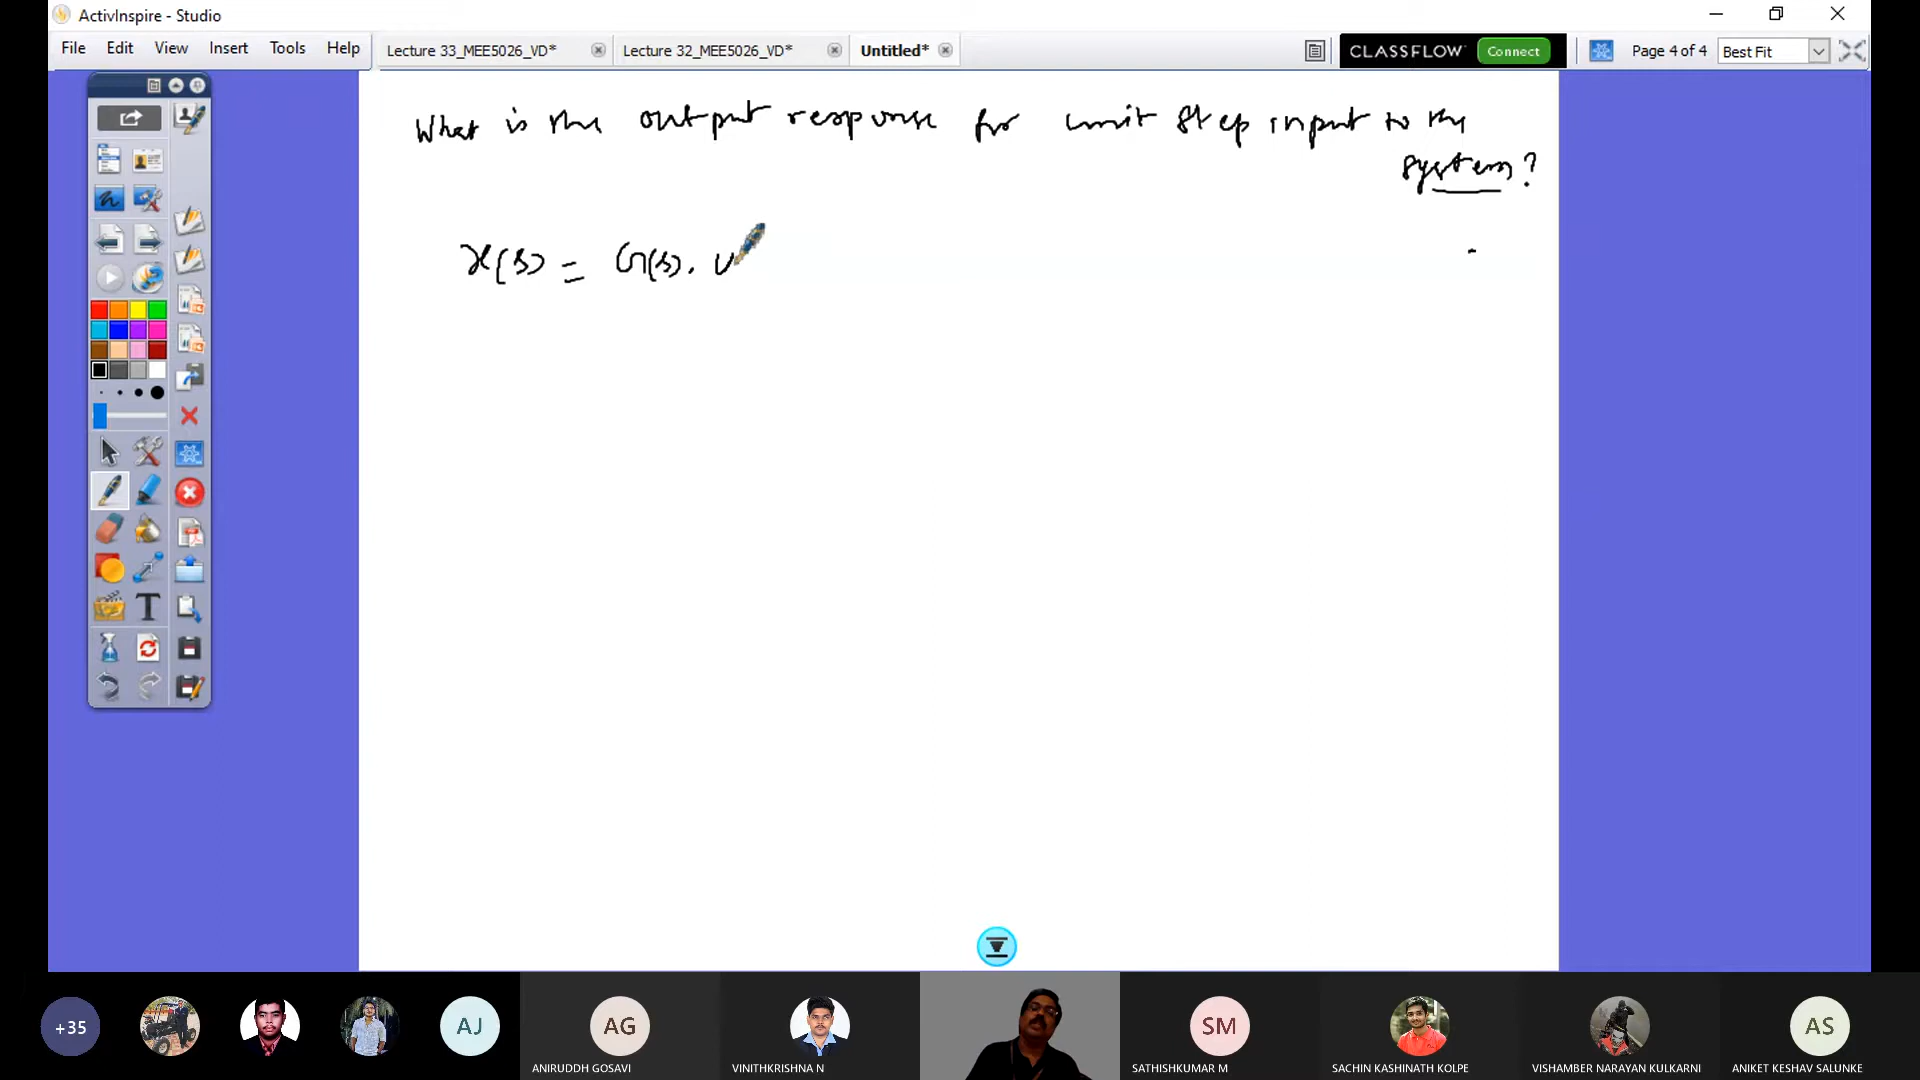 ActivInspire - Studio
File Edit View Insert Tools Help
Lecture 33_MEE5026_VD* Lecture 32_MEE5026_VD* Untitled*
CLASSFLOW Connect Page 4 of 4 Best Fit
What is the output response for unit step input to the
system?
X(s) = G(s). U
T
+35 AJ AG SM AS
ANIRUDDH GOSAVI VINITHKRISHNA N SATHISHKUMAR M SACHIN KASHINATH KOLPE VISHAMBER NARAYAN KULKARNI ANIKET KESHAV SALUNKE